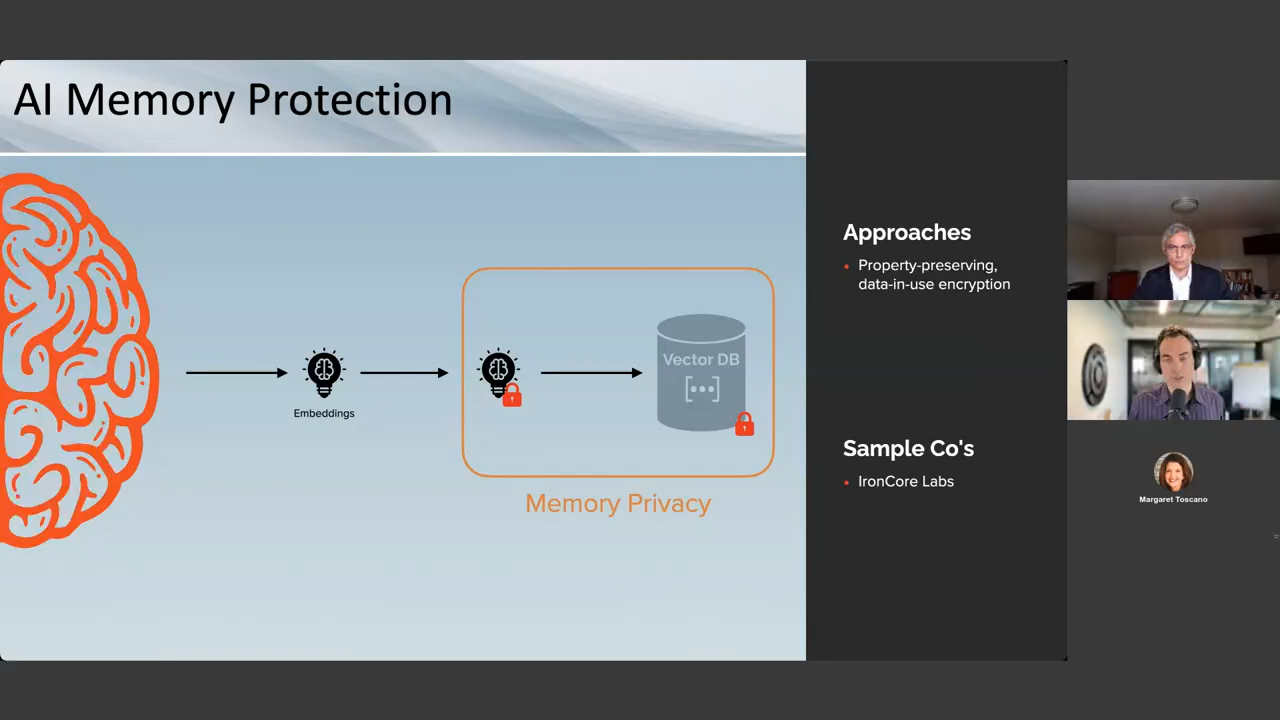 AI Memory Protection
Embeddings
Vector DB
[•••]
Memory Privacy
Approaches
• Property-preserving,
data-in-use encryption
Sample Co's
• IronCore Labs
Margaret Toscano